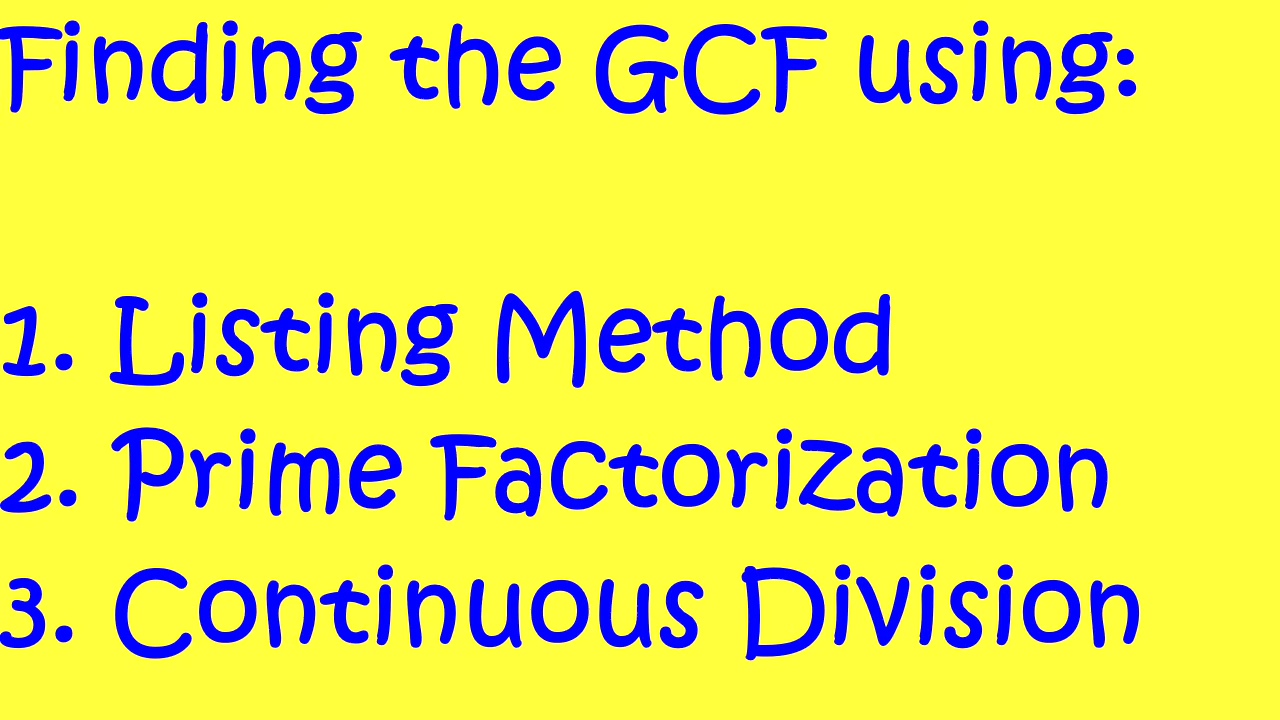 Finding the GCF using:
1. Listing Method
2. Prime Factorization
3. Continuous Division